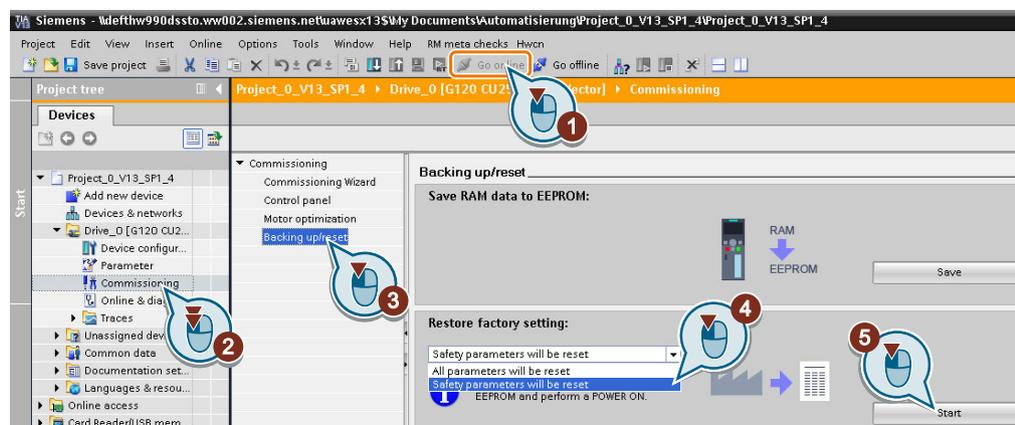 Siemens - \\defthw990dssto.ww002.siemens.net\uawesx13$\My Documents\Automatisierung\Project_0_V13_SP1_4\Project_0_V13_SP1_4
Project Edit View Insert Online Options Tools Window Help RM meta checks Hwcn
Save project Go online Go offline
Project tree
Project_0_V13_SP1_4 Drive_0 [G120 CU25 ector] Commissioning
Devices
1
Start
Project_0_V13_SP1_4
Add new device
Devices & networks
Drive_0 [G120 CU2...
Device configur...
Parameter
Commissioning
Online & dia
Traces
Unassigned dev
Common data
Documentation set...
Languages & resou...
Online access
Card Reader/USB mem
2
Commissioning
Commissioning Wizard
Control panel
Motor optimization
Backing up/reset
3
Backing up/reset
Save RAM data to EEPROM:
RAM
EEPROM
Save
Restore factory setting:
Safety parameters will be reset
All parameters will be reset
Safety parameters will be reset
EEPROM and perform a POWER ON.
4
5
Start